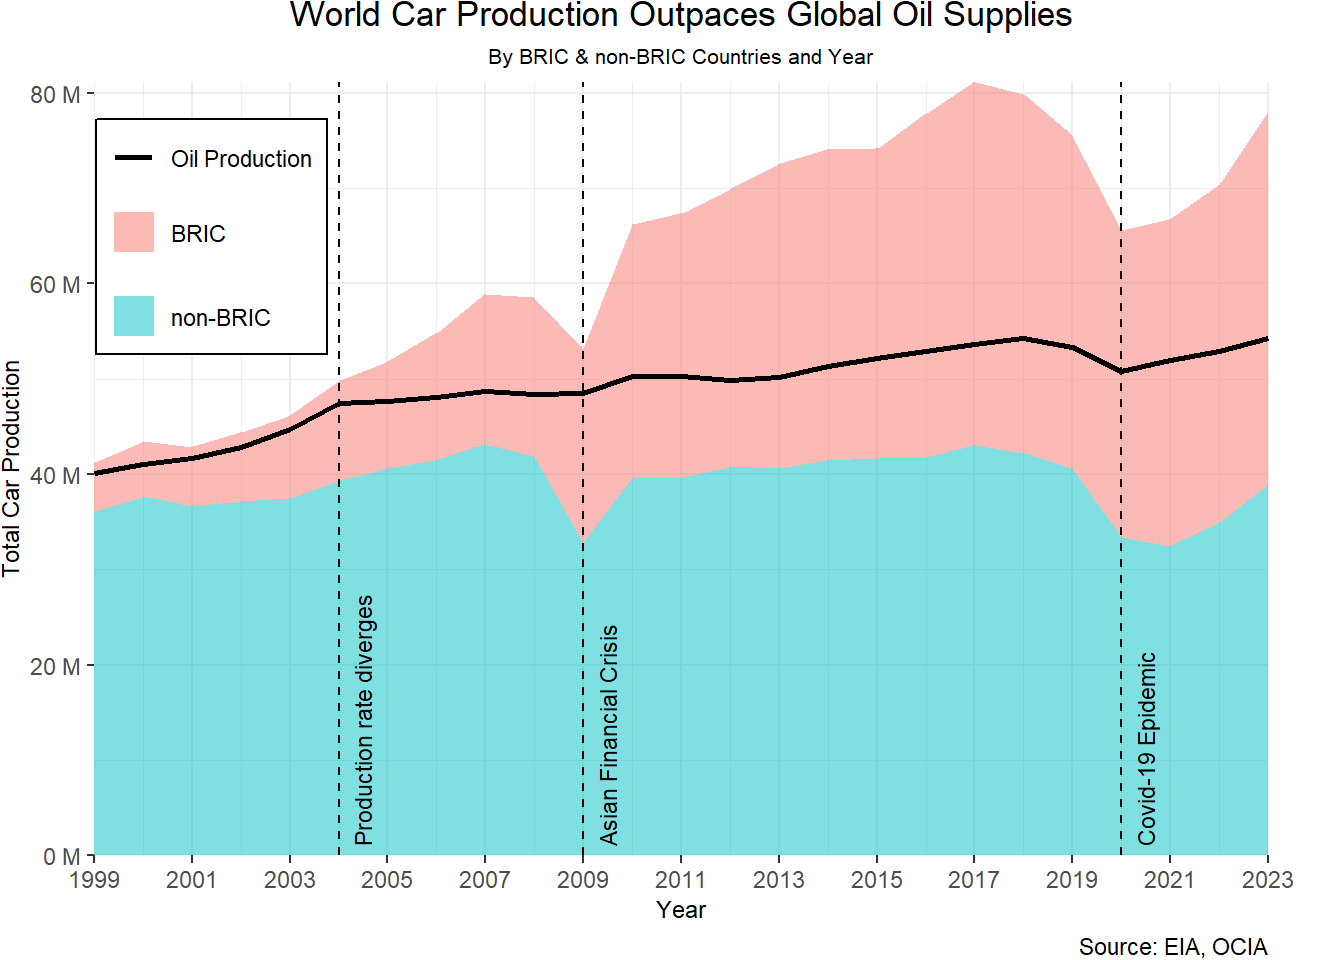 World Car Production Outpaces Global Oil Supplies
By BRIC & non-BRIC Countries and Year
80 M
60 M
40 M
20 M
0 M
Total Car Production
Oil Production
BRIC
non-BRIC
Production rate diverges
Asian Financial Crisis
Covid-19 Epidemic
1999 2001 2003 2005 2007 2009 2011 2013 2015 2017 2019 2021 2023
Year
Source: EIA, OCIA